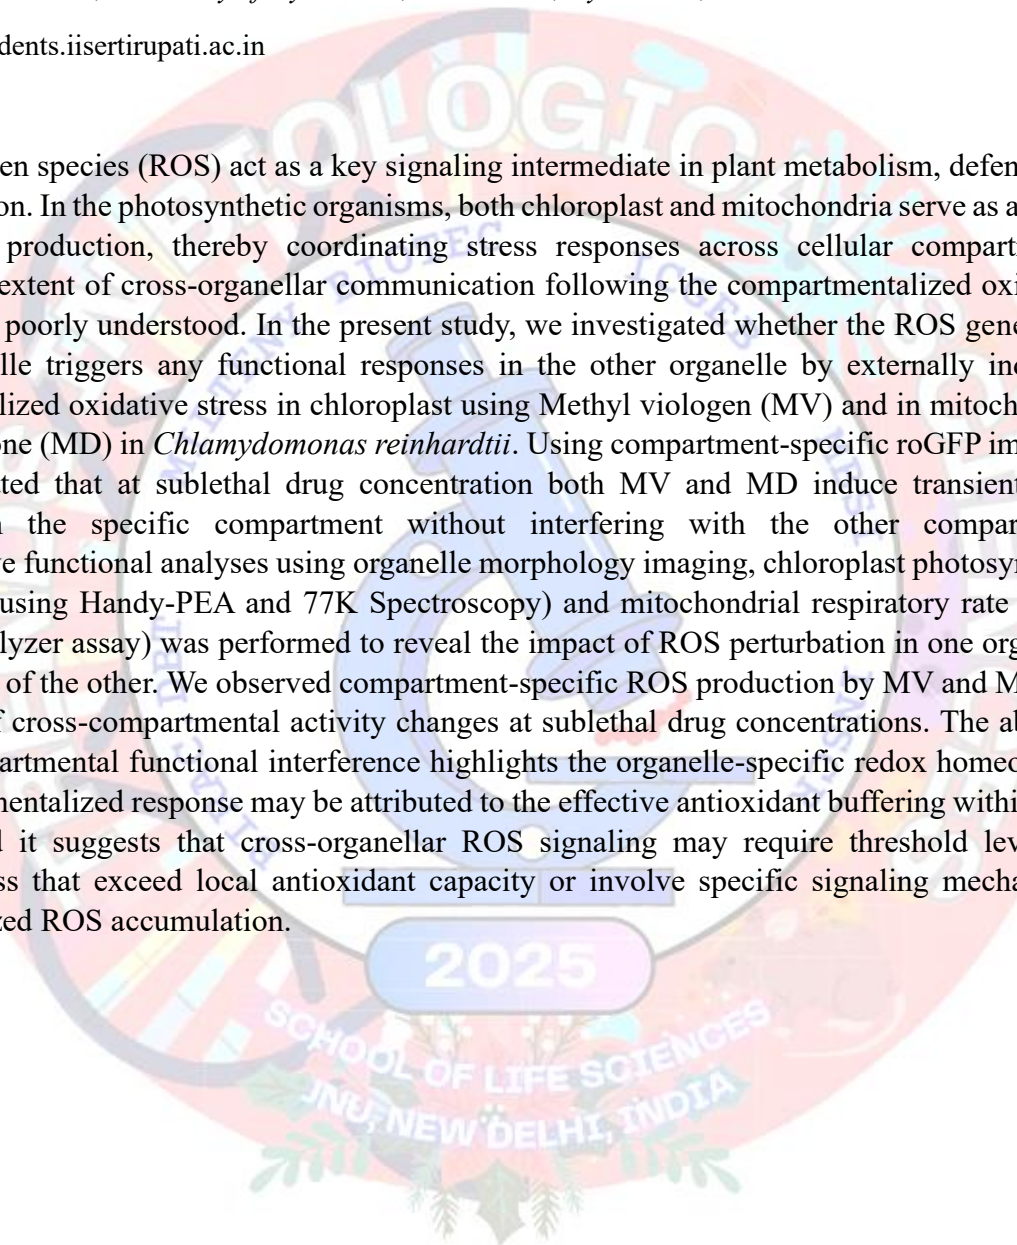 dents.iisertirupati.ac.in
en species (ROS) act as a key signaling intermediate in plant metabolism, defen
on. In the photosynthetic organisms, both chloroplast and mitochondria serve as a
production, thereby coordinating stress responses across cellular comparti
extent of cross-organellar communication following the compartmentalized oxi
poorly understood. In the present study, we investigated whether the ROS gene
lle triggers any functional responses in the other organelle by externally ind
lized oxidative stress in chloroplast using Methyl viologen (MV) and in mitoch
one (MD) in Chlamydomonas reinhardtii. Using compartment-specific roGFP im
ted that at sublethal drug concentration both MV and MD induce transient
n the specific compartment without interfering with the other compar
ve functional analyses using organelle morphology imaging, chloroplast photosyn
using Handy-PEA and 77K Spectroscopy) and mitochondrial respiratory rate
lyzer assay) was performed to reveal the impact of ROS perturbation in one org
of the other. We observed compartment-specific ROS production by MV and M
f cross-compartmental activity changes at sublethal drug concentrations. The ab
artmental functional interference highlights the organelle-specific redox homeo
mentalized response may be attributed to the effective antioxidant buffering withi
d it suggests that cross-organellar ROS signaling may require threshold lev
ss that exceed local antioxidant capacity or involve specific signaling mecha
zed ROS accumulation.
2025
SCHOOL OF LIFE SCIENCES
JNU, NEW DELHI, INDIA